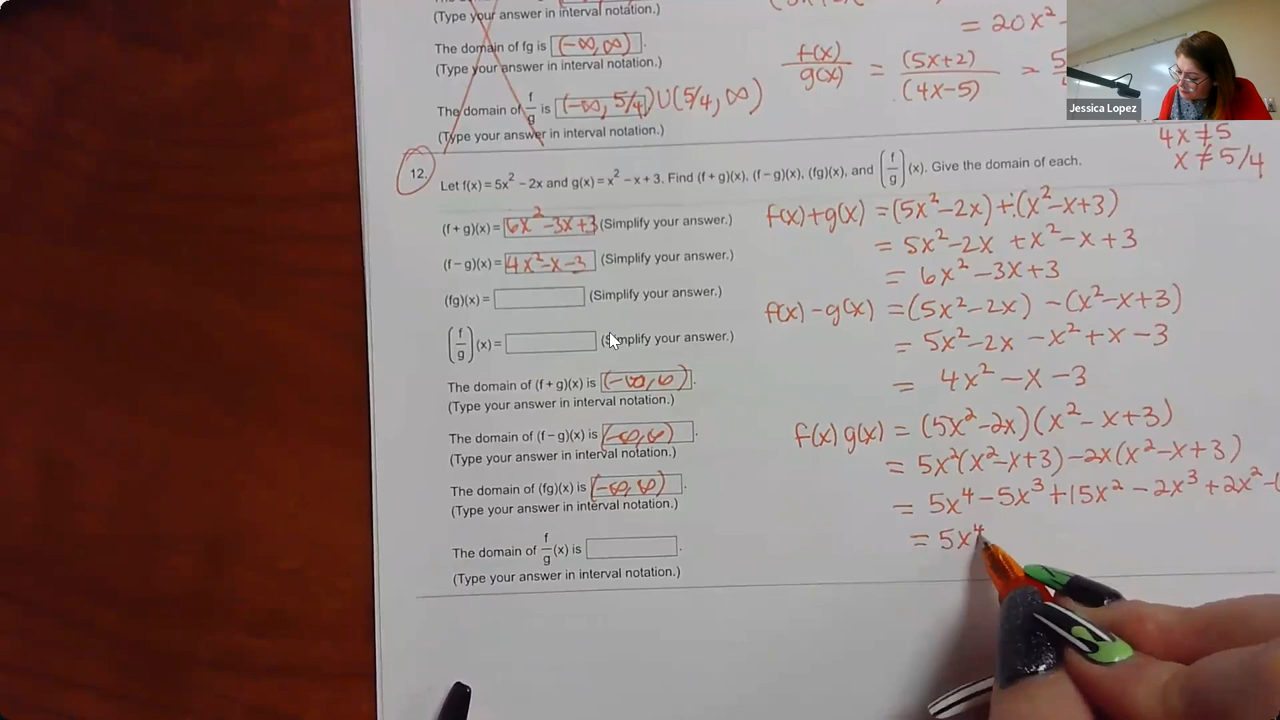 (Type your answer in interval notation.)
= 20x²
The domain of fg is (-∞,∞).
(Type your answer in interval notation.)
f(x)/g(x) = (5x+2)/(4x-5) = 5
Jessica Lopez
The domain of f/g is (-∞, 5/4)U(5/4, ∞)
(Type your answer in interval notation.)
4x≠5
x≠5/4
12. Let f(x) = 5x² − 2x and g(x) = x² − x + 3. Find (f + g)(x), (f − g)(x), (fg)(x), and (f/g)(x). Give the domain of each.
(f + g)(x) = 6x²-3x+3 (Simplify your answer.)
f(x)+g(x) = (5x²-2x)+(x²-x+3)
= 5x²-2x +x²-x+3
(f − g)(x) = 4x²-x-3 (Simplify your answer.)
= 6x²-3x+3
(fg)(x) = (Simplify your answer.)
f(x)-g(x) = (5x²-2x) -(x²-x+3)
(f/g)(x) = (Simplify your answer.)
= 5x²-2x -x²+x-3
The domain of (f + g)(x) is (-∞,∞).
= 4x²-x-3
(Type your answer in interval notation.)
The domain of (f − g)(x) is (-∞,∞).
f(x)g(x) = (5x²-2x)(x²-x+3)
(Type your answer in interval notation.)
= 5x²(x²-x+3)-2x(x²-x+3)
The domain of (fg)(x) is (-∞,∞).
= 5x⁴-5x³+15x²-2x³+2x²-
(Type your answer in interval notation.)
= 5x⁴
The domain of f/g(x) is .
(Type your answer in interval notation.)